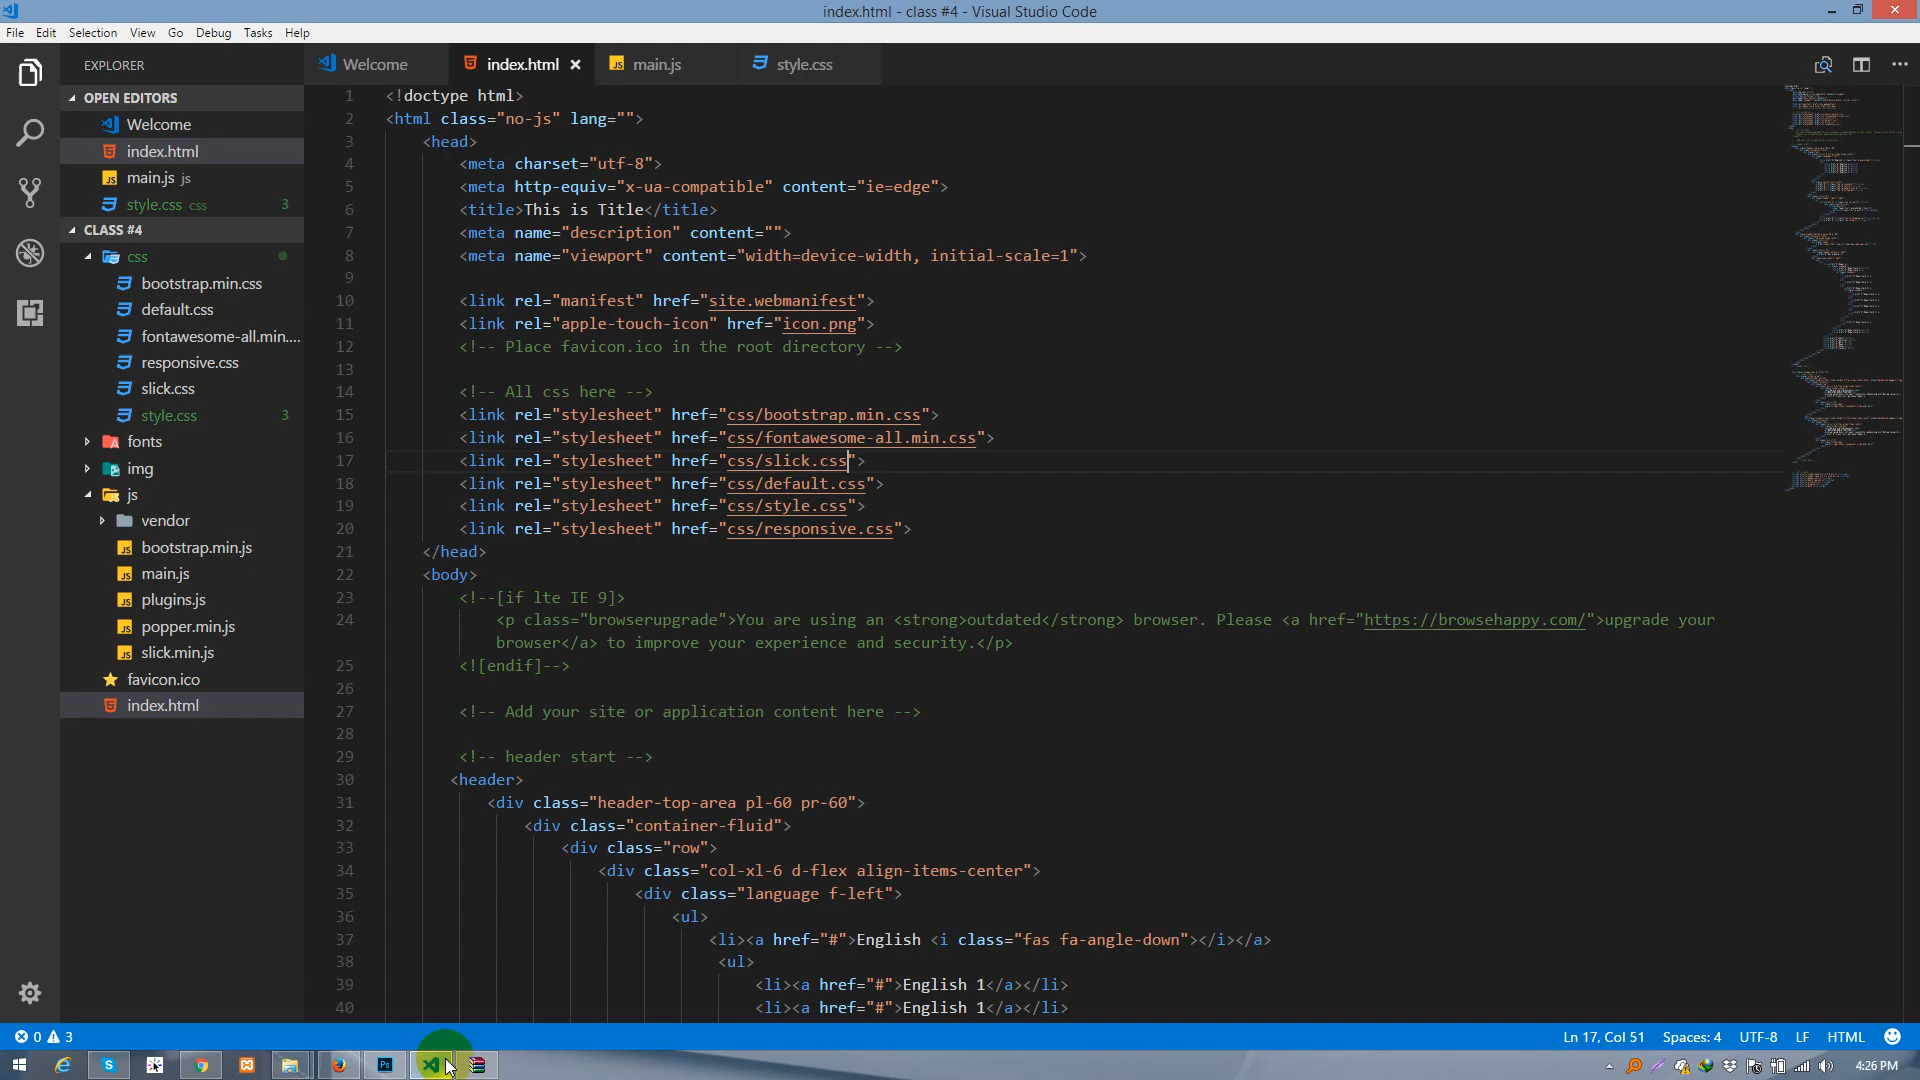 index.html - class #4 - Visual Studio Code
File Edit Selection View Go Debug Tasks Help
EXPLORER
Welcome
index.html
main.js
style.css
OPEN EDITORS
Welcome
index.html
main.js js
style.css css 3
CLASS #4
css
bootstrap.min.css
default.css
fontawesome-all.min....
responsive.css
slick.css
style.css 3
fonts
img
js
vendor
bootstrap.min.js
main.js
plugins.js
popper.min.js
slick.min.js
favicon.ico
index.html
1 <!doctype html>
2 <html class="no-js" lang="">
3 <head>
4 <meta charset="utf-8">
5 <meta http-equiv="x-ua-compatible" content="ie=edge">
6 <title>This is Title</title>
7 <meta name="description" content="">
8 <meta name="viewport" content="width=device-width, initial-scale=1">
9
10 <link rel="manifest" href="site.webmanifest">
11 <link rel="apple-touch-icon" href="icon.png">
12 <!-- Place favicon.ico in the root directory -->
13
14 <!-- All css here -->
15 <link rel="stylesheet" href="css/bootstrap.min.css">
16 <link rel="stylesheet" href="css/fontawesome-all.min.css">
17 <link rel="stylesheet" href="css/slick.css">
18 <link rel="stylesheet" href="css/default.css">
19 <link rel="stylesheet" href="css/style.css">
20 <link rel="stylesheet" href="css/responsive.css">
21 </head>
22 <body>
23 <!--[if lte IE 9]>
24 <p class="browserupgrade">You are using an <strong>outdated</strong> browser. Please <a href="https://browsehappy.com/">upgrade your
browser</a> to improve your experience and security.</p>
25 <![endif]-->
26
27 <!-- Add your site or application content here -->
28
29 <!-- header start -->
30 <header>
31 <div class="header-top-area pl-60 pr-60">
32 <div class="container-fluid">
33 <div class="row">
34 <div class="col-xl-6 d-flex align-items-center">
35 <div class="language f-left">
36 <ul>
37 <li><a href="#">English <i class="fas fa-angle-down"></i></a>
38 <ul>
39 <li><a href="#">English 1</a></li>
40 <li><a href="#">English 1</a></li>
0 3
Ln 17, Col 51 Spaces: 4 UTF-8 LF HTML
4:26 PM